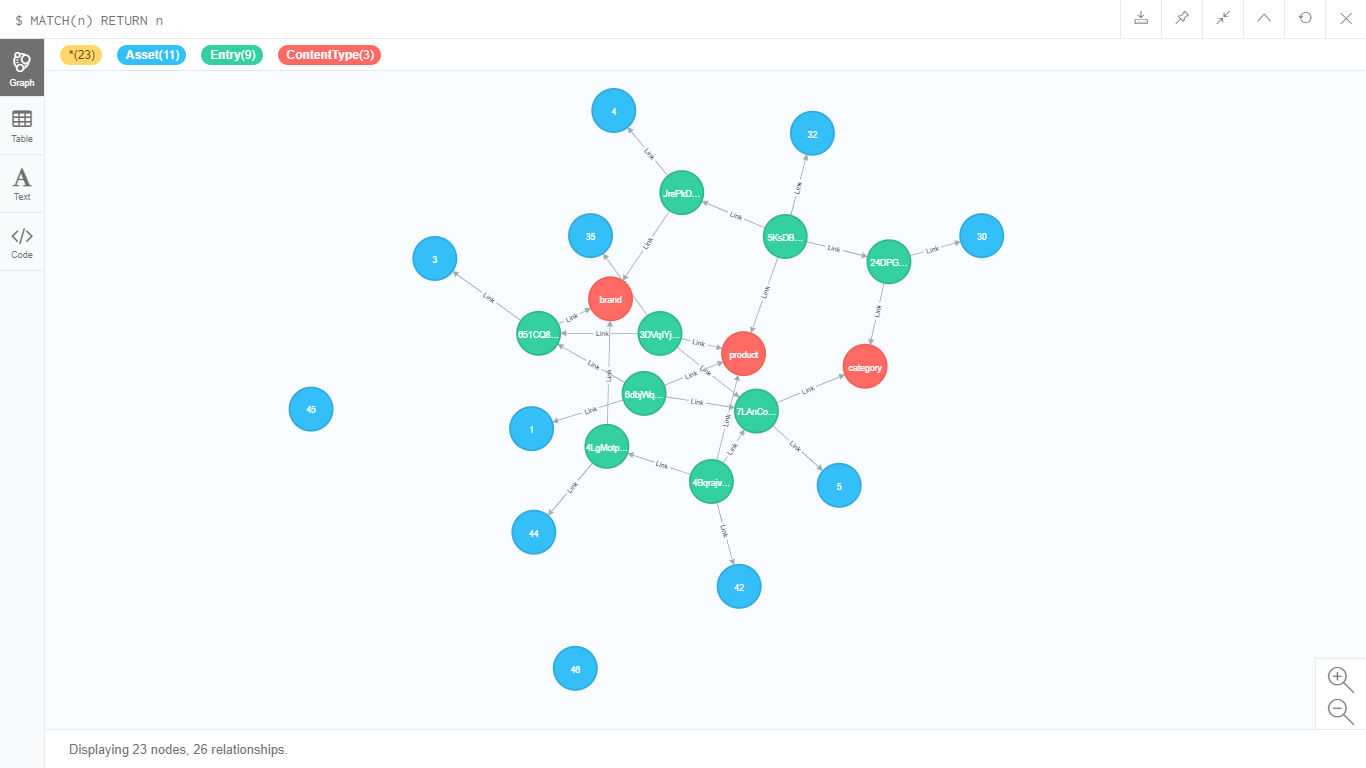 $ MATCH(n) RETURN n
*(23) Asset(11) Entry(9) ContentType(3)
Graph
Table
Text
Code
4
32
Link
Link
JrePkD...
Link
35
Link
5KsDB...
Link
Link
30
3
24DPG...
Link
Link
brand
Link
Link
651CQ8...
Link
3DVqIYj...
Link
product
category
Link
Link
Link
Link
6dbjWq...
Link
Link
45
Link
7LAnCo...
1
Link
4LgMotp...
Link
Link
Link
4Bqrajv...
5
Link
44
Link
42
46
Displaying 23 nodes, 26 relationships.